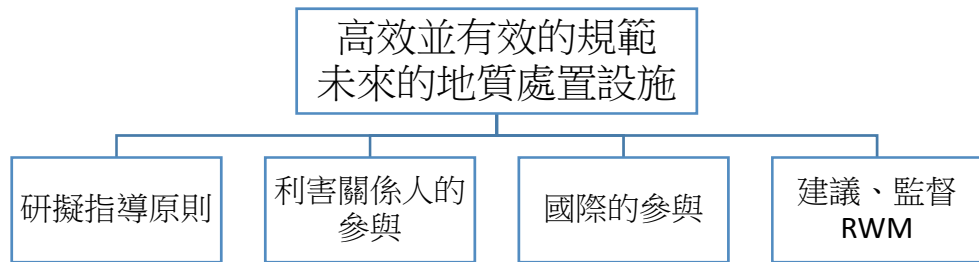 高效並有效的規範
未來的地質處置設施
研擬指導原則
利害關係人的
參與
國際的參與
建議、監督
RWM